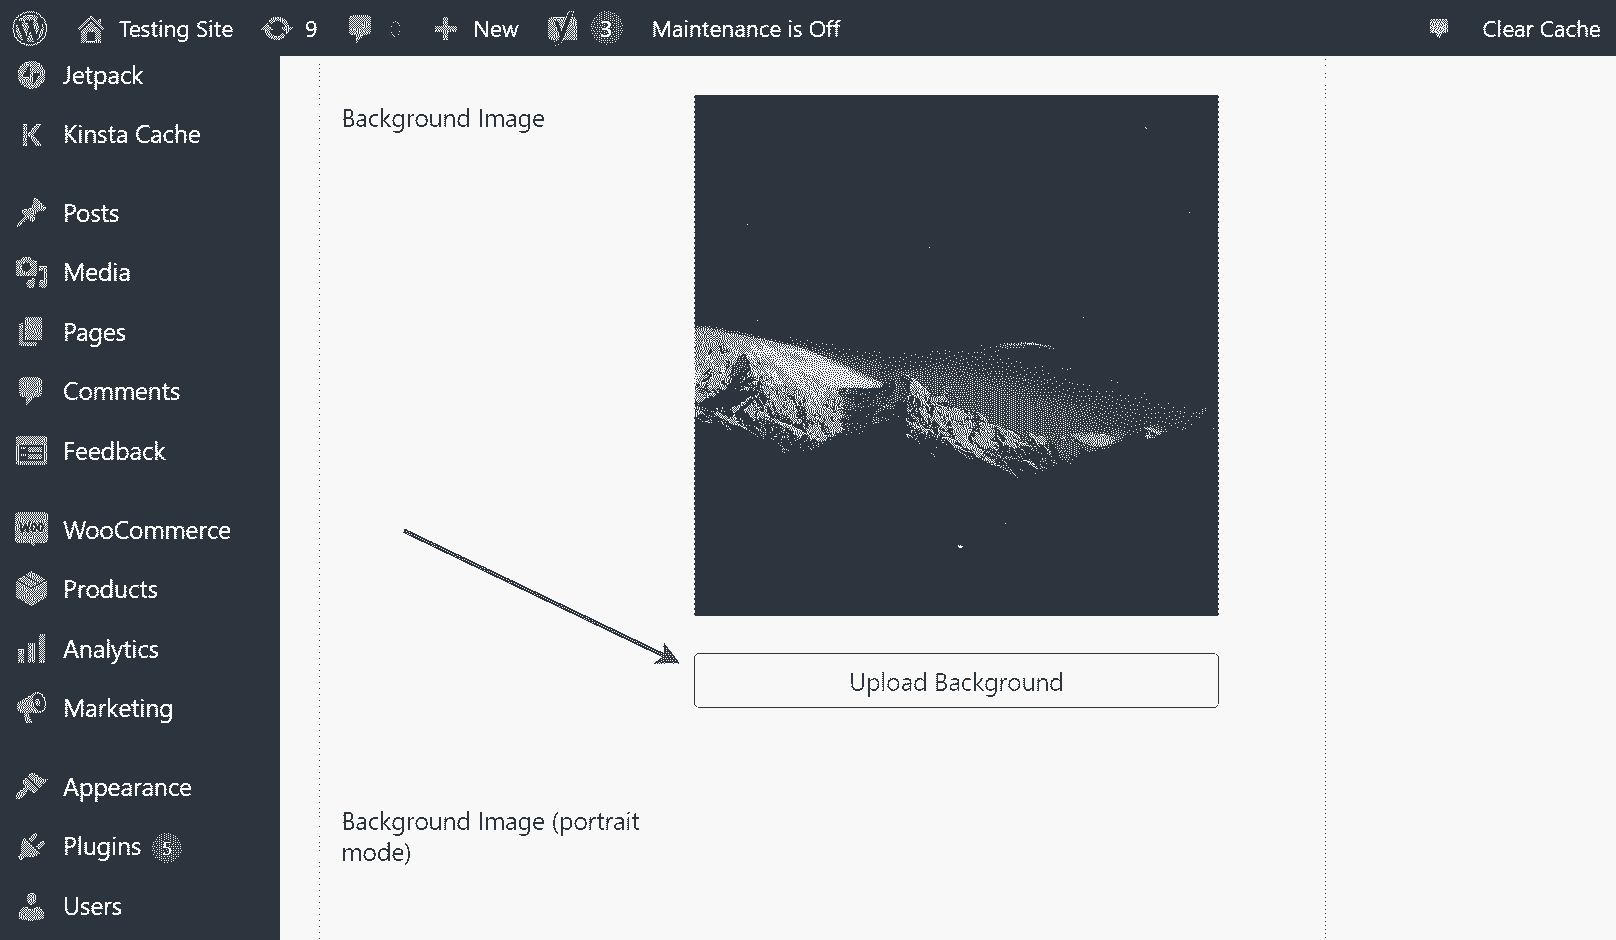 Testing Site 9 0 New 3 Maintenance is Off Clear Cache
Jetpack
Kinsta Cache
Posts
Media
Pages
Comments
Feedback
WooCommerce
Products
Analytics
Marketing
Appearance
Plugins 5
Users
Background Image
Upload Background
Background Image (portrait
mode)